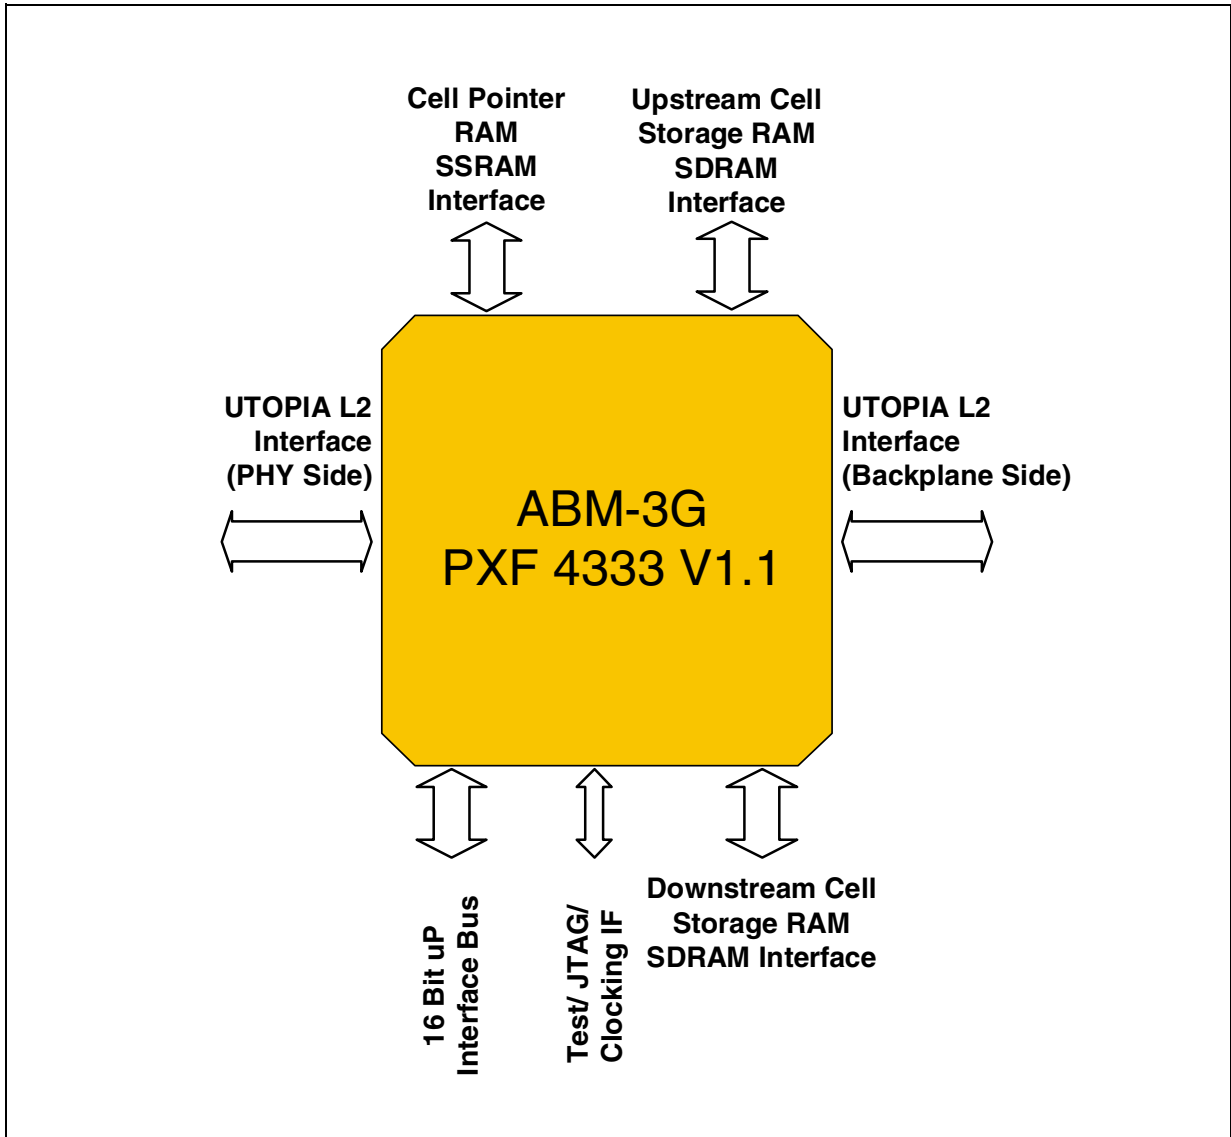 Cell Pointer
RAM
SSRAM
Interface
Upstream Cell
Storage RAM
SDRAM
Interface
UTOPIA L2
Interface
(PHY Side)
ABM-3G
PXF 4333 V1.1
UTOPIA L2
Interface
(Backplane Side)
16 Bit uP
Interface Bus
Test/ JTAG/
Clocking IF
Downstream Cell
Storage RAM
SDRAM Interface